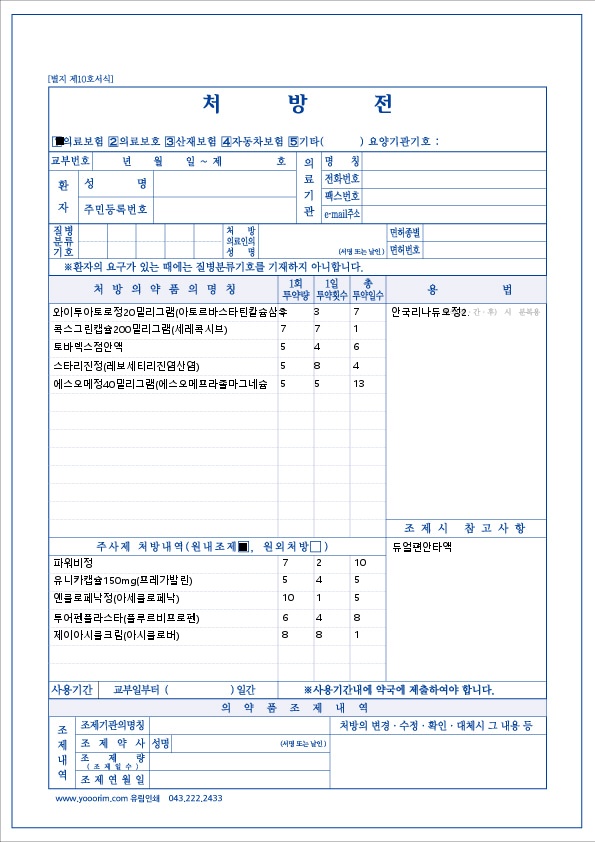 [별지 제10호서식]
처 방 전
1의료보험 2의료보호 3산재보험 4자동차보험 5기타( ) 요양기관기호 :
교부번호 년 월 일 ~ 제 호
의료기관
명 칭
전화번호
팩스번호
e-mail주소
환자
성 명
주민등록번호
질병분류기호
처 방 의료인의 성 명
(서명 또는 날인)
면허종별
면허번호
※환자의 요구가 있는 때에는 질병분류기호를 기재하지 아니합니다.
처 방 의 약 품 의 명 칭 1회 투약량 1일 투약횟수 총 투약일수 용 법
와이투아토르정20밀리그램(아토르바스타틴칼슘삼 3 7
콕스그린캡슐200밀리그램(세레콕시브) 7 7 1
토바빅스점안액 5 4 6
스타리진정(레보세티리진염산염) 5 8 4
에스오메정40밀리그램(에스오메프라졸마그네슘 5 5 13
안국리나듀오정2. 간·후) 시 분복용
조 제 시 참 고 사 항
듀얼편안타액
주사제 처방내역(원내조제■, 원외처방□ )
파워비정 7 2 10
유니카캡슐150mg(프레가발린) 5 4 5
옌클로페낙정(아세클로페낙) 10 1 5
투어펜플라스타(플루르비프로펜) 6 4 8
제이아시클크림(아시클로버) 8 8 1
사용기간 교부일부터 ( ) 일간 ※사용기간내에 약국에 제출하여야 합니다.
의 약 품 조 제 내 역
조제내역
조제기관의명칭
처방의 변경·수정·확인·대체시 그 내용 등
조 제 약 사 성명 (서명 또는 날인)
조 제 량
( 조 제 일 수 )
조 제 연 월 일
www.yooorim.com 유림인쇄 043.222.2433